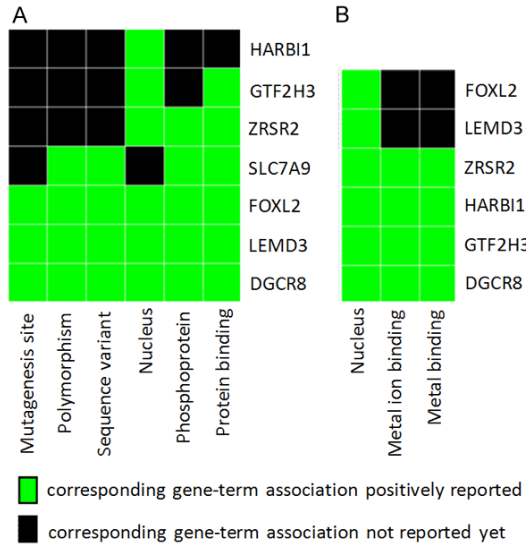 A
HARBI1
GTF2H3
ZRSR2
SLC7A9
FOXL2
LEMD3
DGCR8
Mutagenesis site
Polymorphism
Sequence variant
Nucleus
Phosphoprotein
Protein binding
B
FOXL2
LEMD3
ZRSR2
HARBI1
GTF2H3
DGCR8
Nucleus
Metal ion binding
Metal binding
corresponding gene-term association positively reported
corresponding gene-term association not reported yet